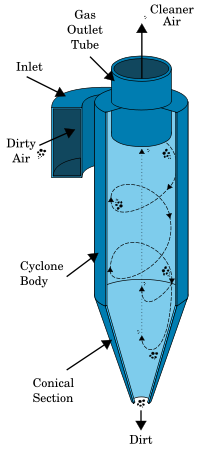 Gas
Outlet
Tube
Cleaner
Air
Inlet
Dirty
Air
Cyclone
Body
Conical
Section
Dirt